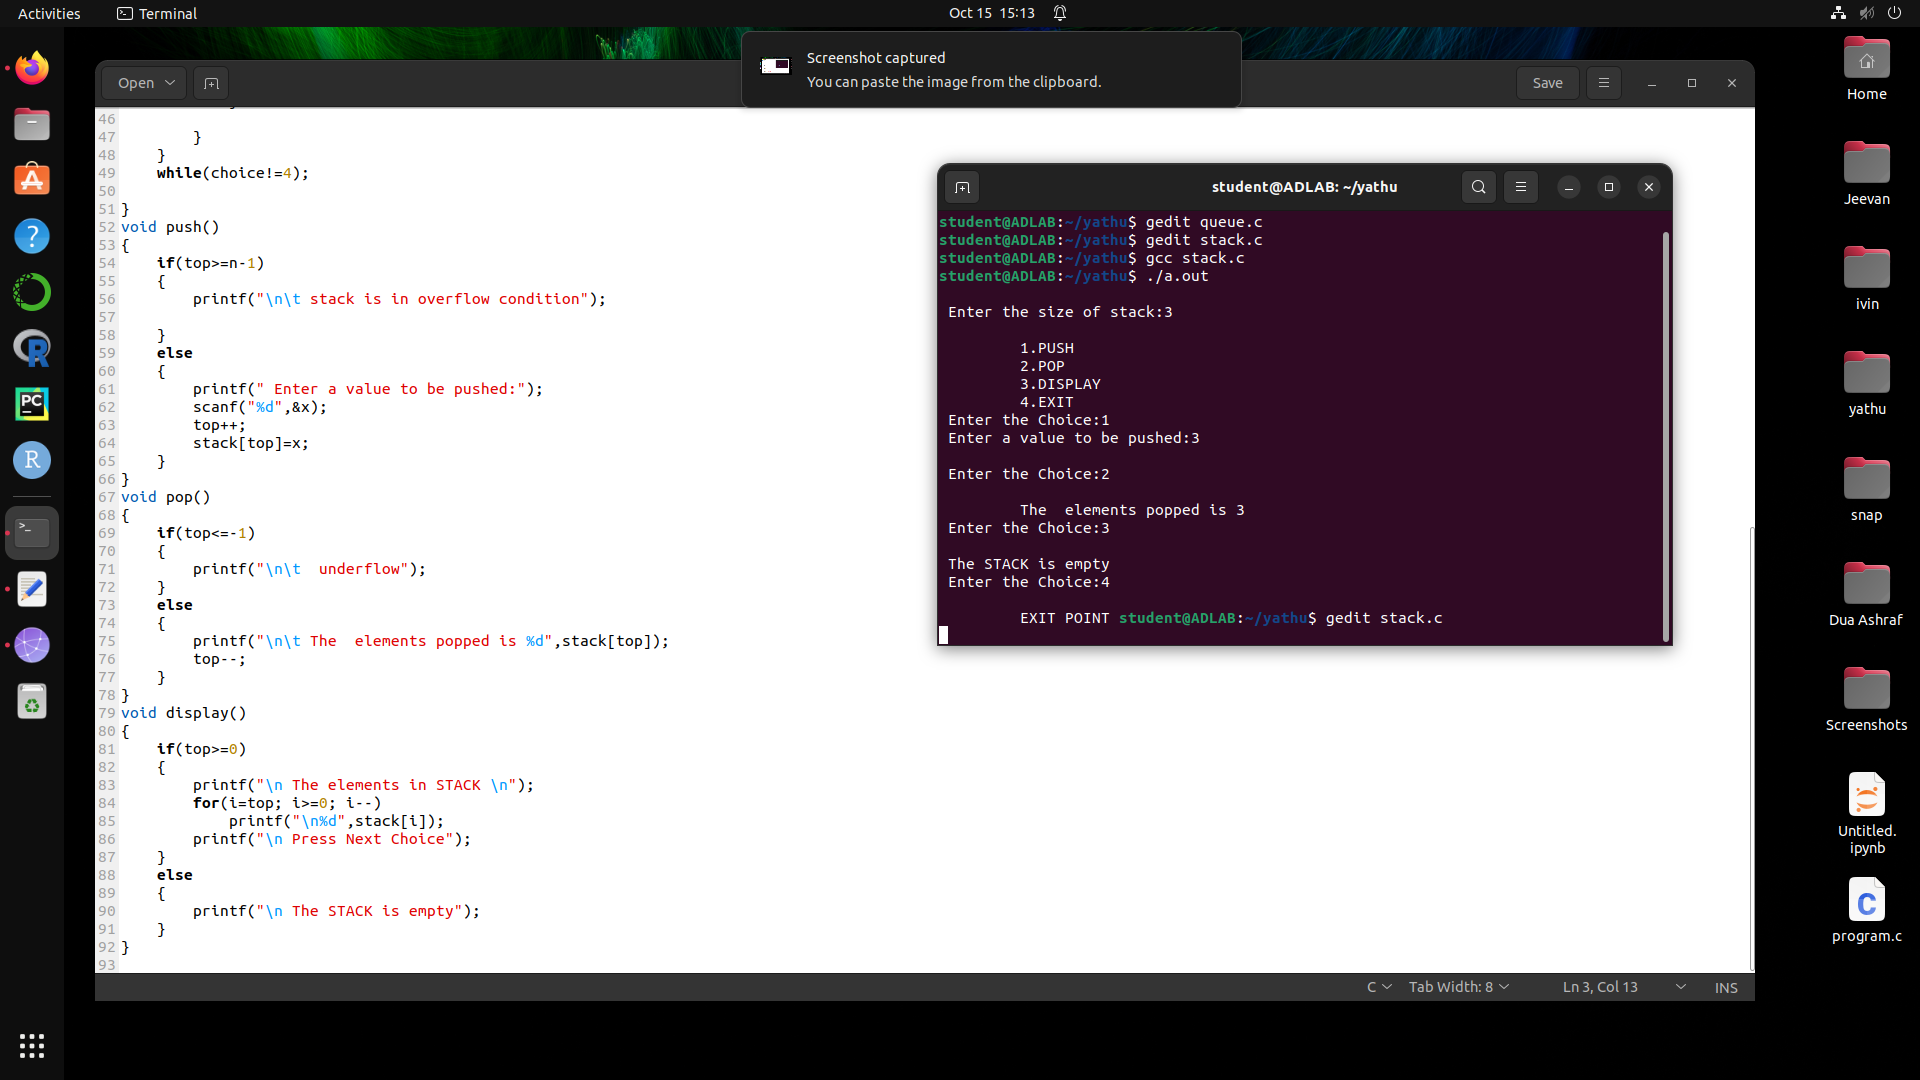 Activities
Terminal
Oct 15 15:13
Screenshot captured
You can paste the image from the clipboard.
Open
Save
46
47 }
48 }
49 while(choice!=4);
50
51 }
52 void push()
53 {
54 if(top>=n-1)
55 {
56 printf("\n\t stack is in overflow condition");
57
58 }
59 else
60 {
61 printf(" Enter a value to be pushed:");
62 scanf("%d",&x);
63 top++;
64 stack[top]=x;
65 }
66 }
67 void pop()
68 {
69 if(top<=-1)
70 {
71 printf("\n\t  underflow");
72 }
73 else
74 {
75 printf("\n\t The  elements popped is %d",stack[top]);
76 top--;
77 }
78 }
79 void display()
80 {
81 if(top>=0)
82 {
83 printf("\n The elements in STACK \n");
84 for(i=top; i>=0; i--)
85 printf("\n%d",stack[i]);
86 printf("\n Press Next Choice");
87 }
88 else
89 {
90 printf("\n The STACK is empty");
91 }
92 }
93
C
Tab Width: 8
Ln 3, Col 13
INS
student@ADLAB: ~/yathu
student@ADLAB:~/yathu$ gedit queue.c
student@ADLAB:~/yathu$ gedit stack.c
student@ADLAB:~/yathu$ gcc stack.c
student@ADLAB:~/yathu$ ./a.out
Enter the size of stack:3
1.PUSH
2.POP
3.DISPLAY
4.EXIT
Enter the Choice:1
Enter a value to be pushed:3
Enter the Choice:2
The  elements popped is 3
Enter the Choice:3
The STACK is empty
Enter the Choice:4
EXIT POINT student@ADLAB:~/yathu$ gedit stack.c
Home
Jeevan
ivin
yathu
snap
Dua Ashraf
Screenshots
Untitled.
ipynb
program.c
PC
R
R
C